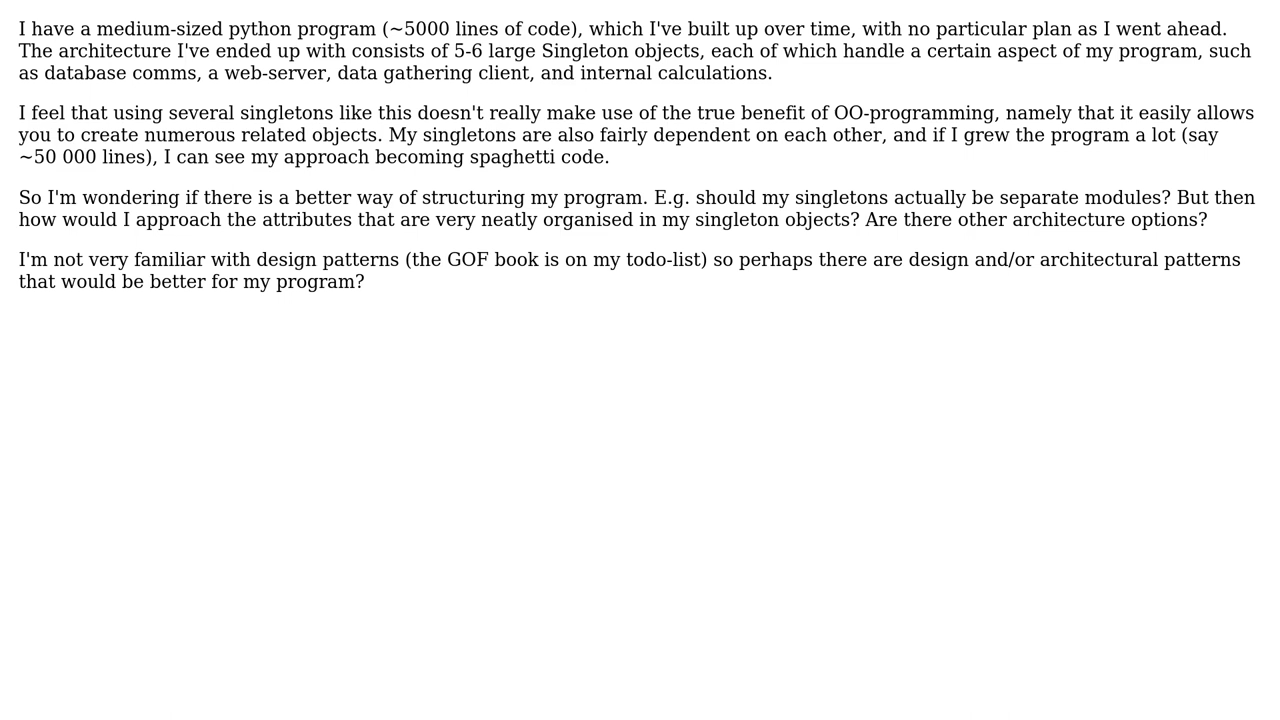 I have a medium-sized python program (~5000 lines of code), which I've built up over time, with no particular plan as I went ahead.
The architecture I've ended up with consists of 5-6 large Singleton objects, each of which handle a certain aspect of my program, such
as database comms, a web-server, data gathering client, and internal calculations.
I feel that using several singletons like this doesn't really make use of the true benefit of OO-programming, namely that it easily allows
you to create numerous related objects. My singletons are also fairly dependent on each other, and if I grew the program a lot (say
~50 000 lines), I can see my approach becoming spaghetti code.
So I'm wondering if there is a better way of structuring my program. E.g. should my singletons actually be separate modules? But then
how would I approach the attributes that are very neatly organised in my singleton objects? Are there other architecture options?
I'm not very familiar with design patterns (the GOF book is on my todo-list) so perhaps there are design and/or architectural patterns
that would be better for my program?